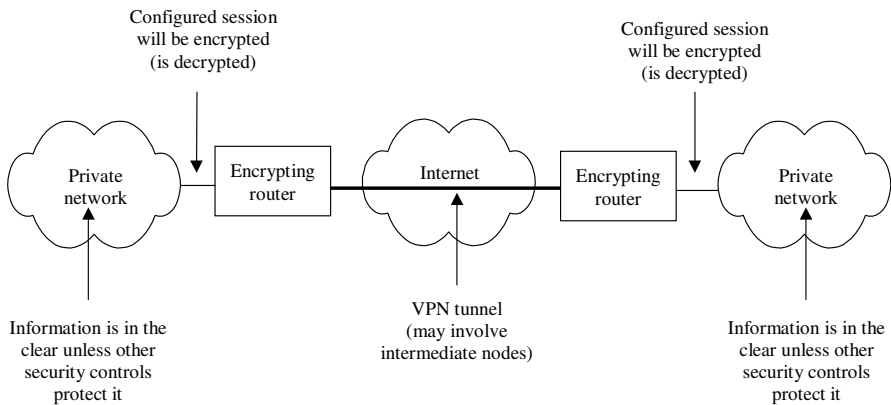 Configured session
will be encrypted
(is decrypted)
Configured session
will be encrypted
(is decrypted)
Private
network
Encrypting
router
Internet
Encrypting
router
Private
network
VPN tunnel
(may involve
intermediate nodes)
Information is in the
clear unless other
security controls
protect it
Information is in the
clear unless other
security controls
protect it